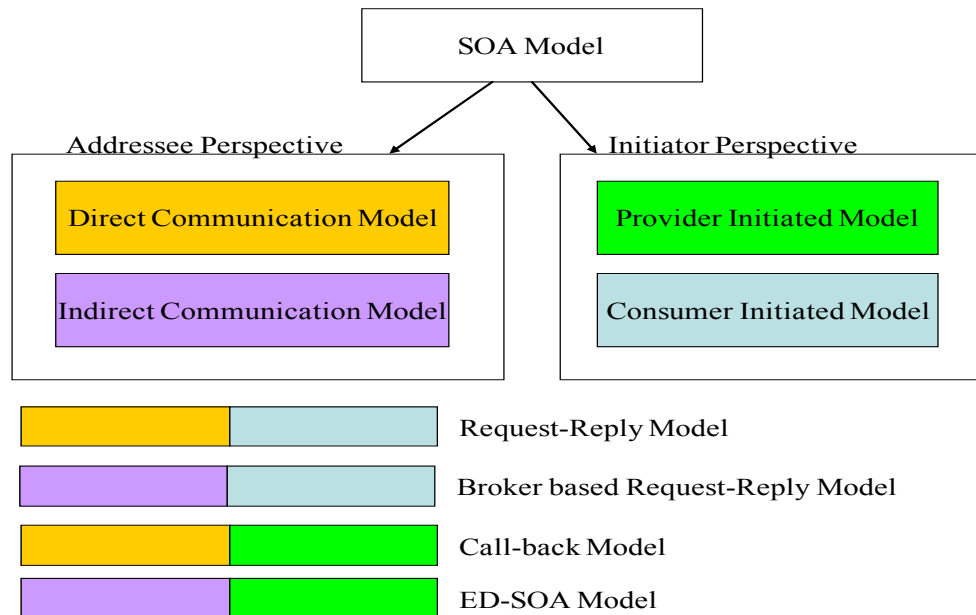 SOA Model
Addressee Perspective
Initiator Perspective
Direct Communication Model
Provider Initiated Model
Indirect Communication Model
Consumer Initiated Model
Request-Reply Model
Broker based Request-Reply Model
Call-back Model
ED-SOA Model